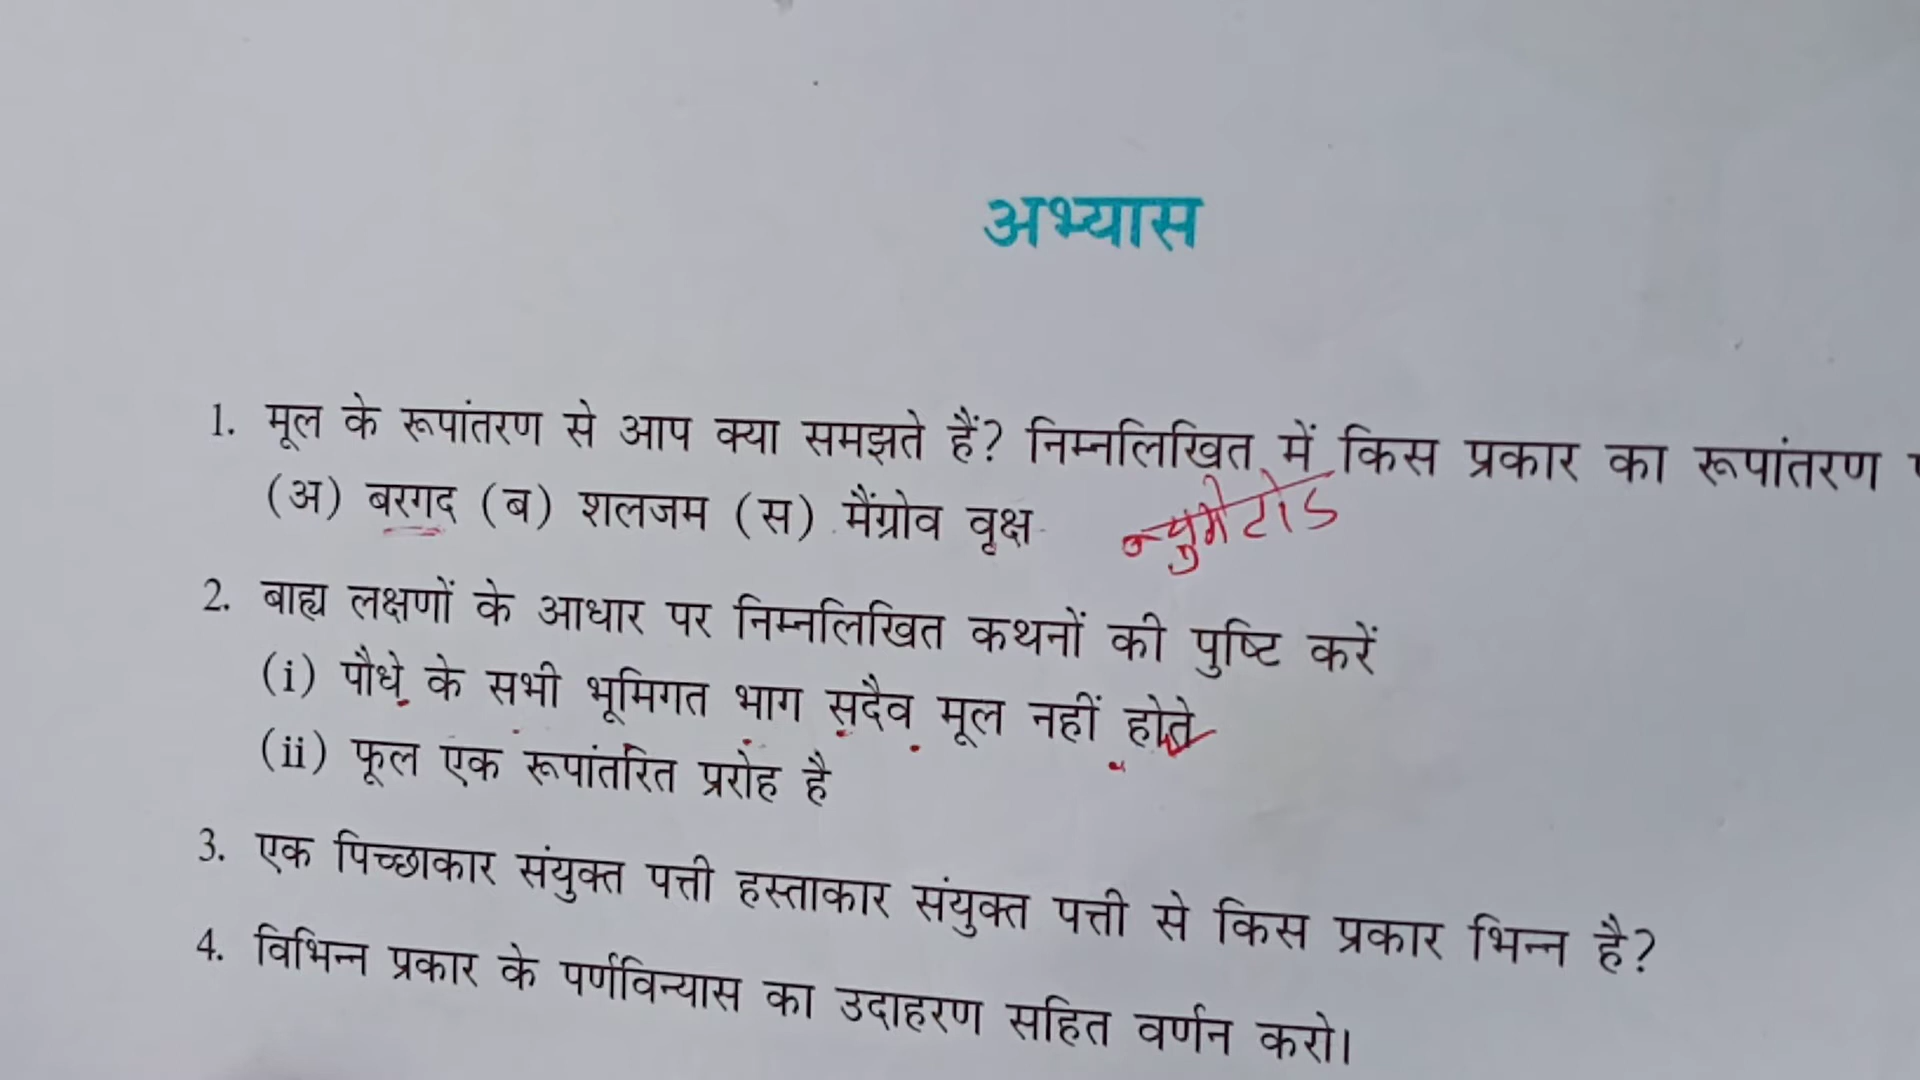 अभ्यास
1. मूल के रूपांतरण से आप क्या समझते हैं? निम्नलिखित में किस प्रकार का रूपांतरण
(अ) बरगद (ब) शलजम (स) मैंग्रोव वृक्ष न्युमेटोड
2. बाह्य लक्षणों के आधार पर निम्नलिखित कथनों की पुष्टि करें
(i) पौधे के सभी भूमिगत भाग सदैव मूल नहीं होते
(ii) फूल एक रूपांतरित प्ररोह है
3. एक पिच्छाकार संयुक्त पत्ती हस्ताकार संयुक्त पत्ती से किस प्रकार भिन्न है?
4. विभिन्न प्रकार के पर्णविन्यास का उदाहरण सहित वर्णन करो।